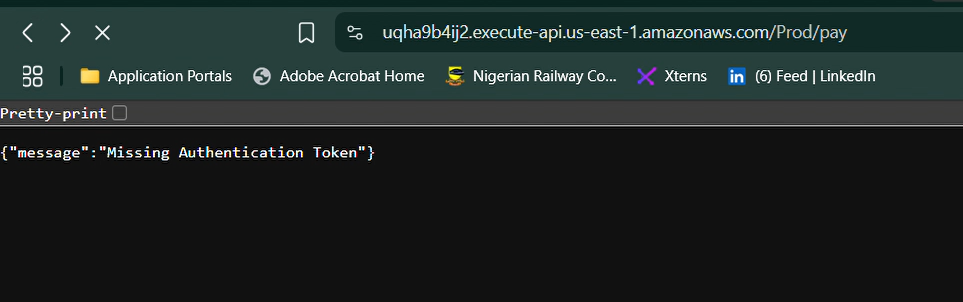 uqha9b4ij2.execute-api.us-east-1.amazonaws.com/Prod/pay
Application Portals Adobe Acrobat Home Nigerian Railway Co... Xterns (6) Feed | LinkedIn
Pretty-print
{"message":"Missing Authentication Token"}